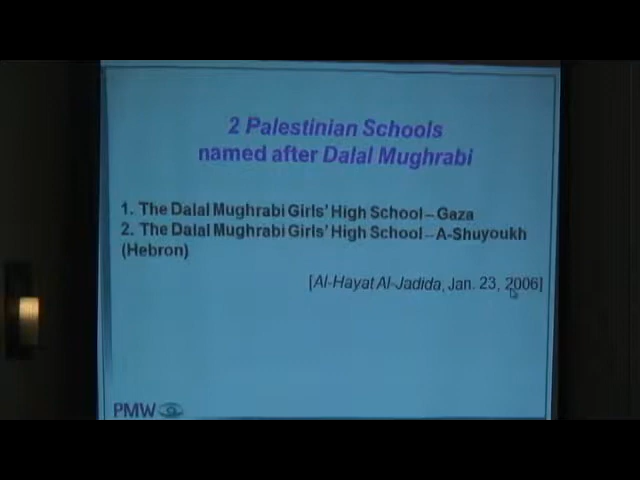 2 Palestinian Schools
named after Dalal Mughrabi
1. The Dalal Mughrabi Girls' High School – Gaza
2. The Dalal Mughrabi Girls' High School – A-Shuyoukh
(Hebron)
[Al-Hayat Al-Jadida, Jan. 23, 2006]
PMW